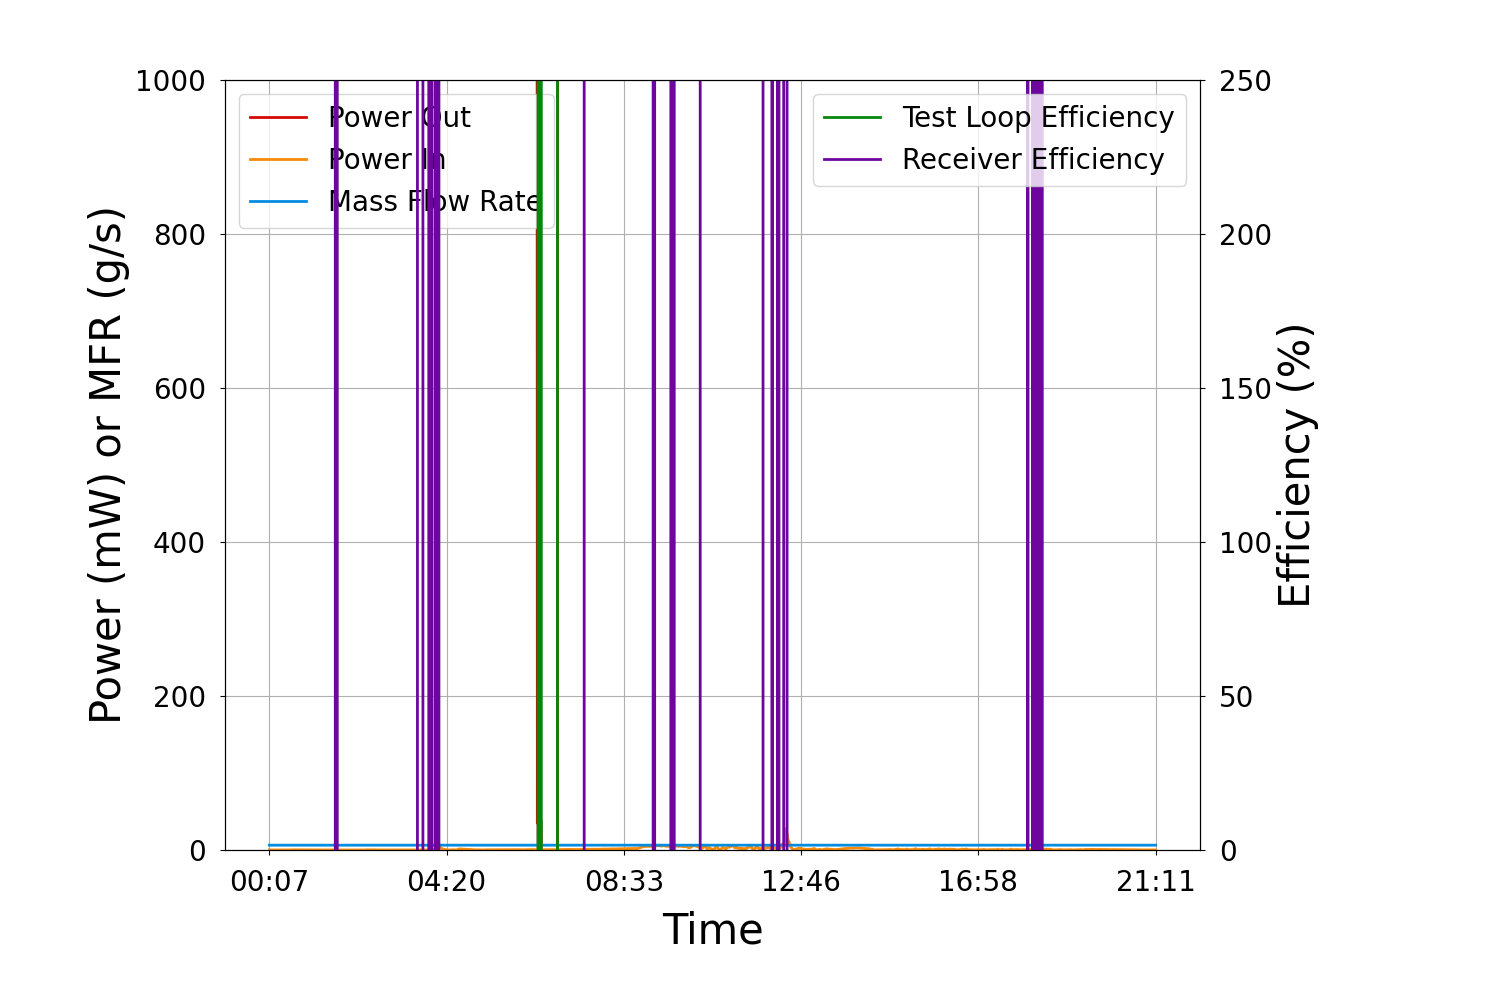 1000
800
600
400
200
0
Power (mW) or MFR (g/s)
Power Out
Power In
Mass Flow Rate
Test Loop Efficiency
Receiver Efficiency
250
200
150
100
50
0
Efficiency (%)
00:07 04:20 08:33 12:46 16:58 21:11
Time